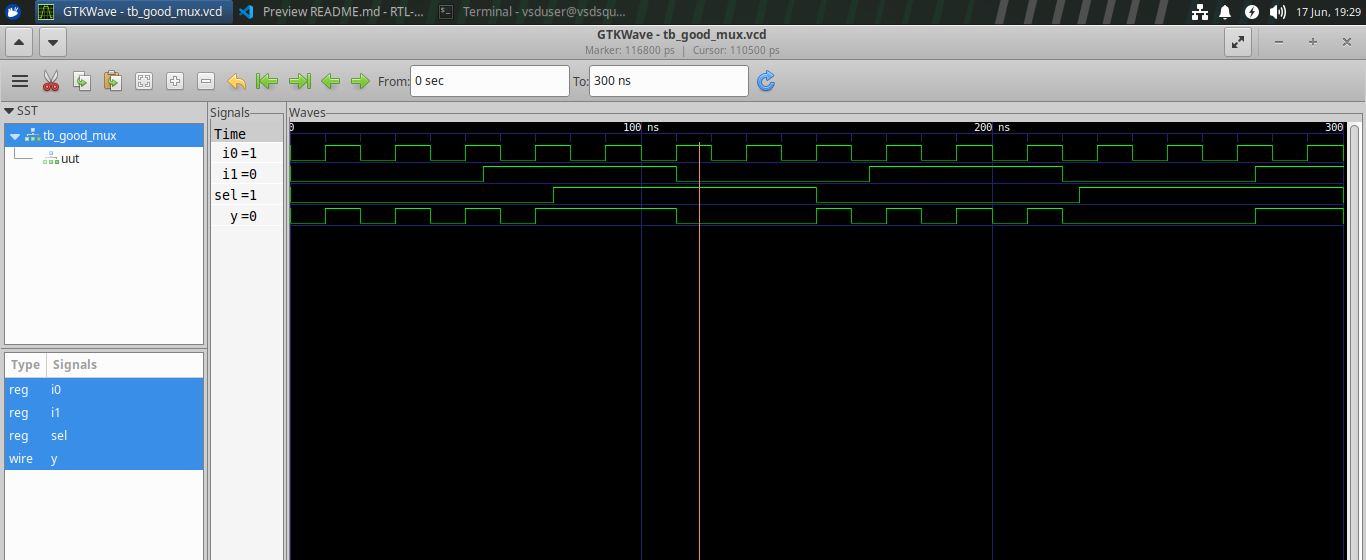 GTKWave - tb_good_mux.vcd
Preview README.md - RTL-...
Terminal - vsduser@vsdsqu...
17 Jun, 19:29
GTKWave - tb_good_mux.vcd
Marker: 116800 ps | Cursor: 110500 ps
From: 0 sec
To: 300 ns
SST
tb_good_mux
uut
Type Signals
reg i0
reg i1
reg sel
wire y
Signals
Time
i0 =1
i1 =0
sel =1
y =0
Waves
0 100 ns 200 ns 300